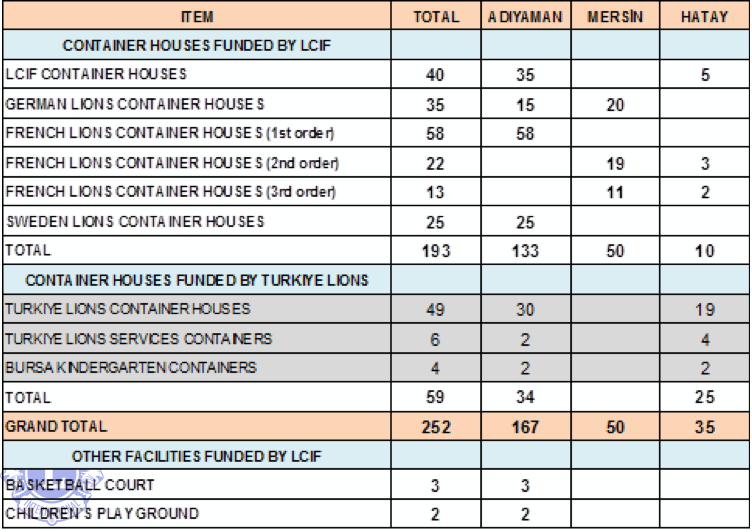 ITEM TOTAL ADIYAMAN MERSİN HATAY
CONTAINER HOUSES FUNDED BY LCIF
LCIF CONTAINER HOUSES 40 35 5
GERMAN LIONS CONTAINER HOUSES 35 15 20
FRENCH LIONS CONTAINER HOUSES (1st order) 58 58
FRENCH LIONS CONTAINER HOUSES (2nd order) 22 19 3
FRENCH LIONS CONTAINER HOUSES (3rd order) 13 11 2
SWEDEN LIONS CONTAINER HOUSES 25 25
TOTAL 193 133 50 10
CONTAINER HOUSES FUNDED BY TURKIYE LIONS
TURKIYE LIONS CONTAINER HOUSES 49 30 19
TURKIYE LIONS SERVICES CONTAINERS 6 2 4
BURSA KINDERGARTEN CONTAINERS 4 2 2
TOTAL 59 34 25
GRAND TOTAL 252 167 50 35
OTHER FACILITIES FUNDED BY LCIF
BASKETBALL COURT 3 3
CHILDREN'S PLAY GROUND 2 2